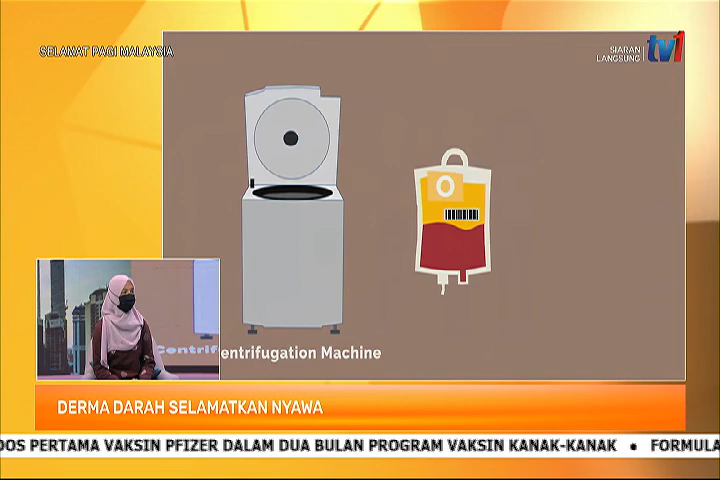 SELAMAT PAGI MALAYSIA
SIARAN
LANGSUNG
tv1
O
Centrif
entrifugation Machine
DERMA DARAH SELAMATKAN NYAWA
DOS PERTAMA VAKSIN PFIZER DALAM DUA BULAN PROGRAM VAKSIN KANAK-KANAK • FORMULA